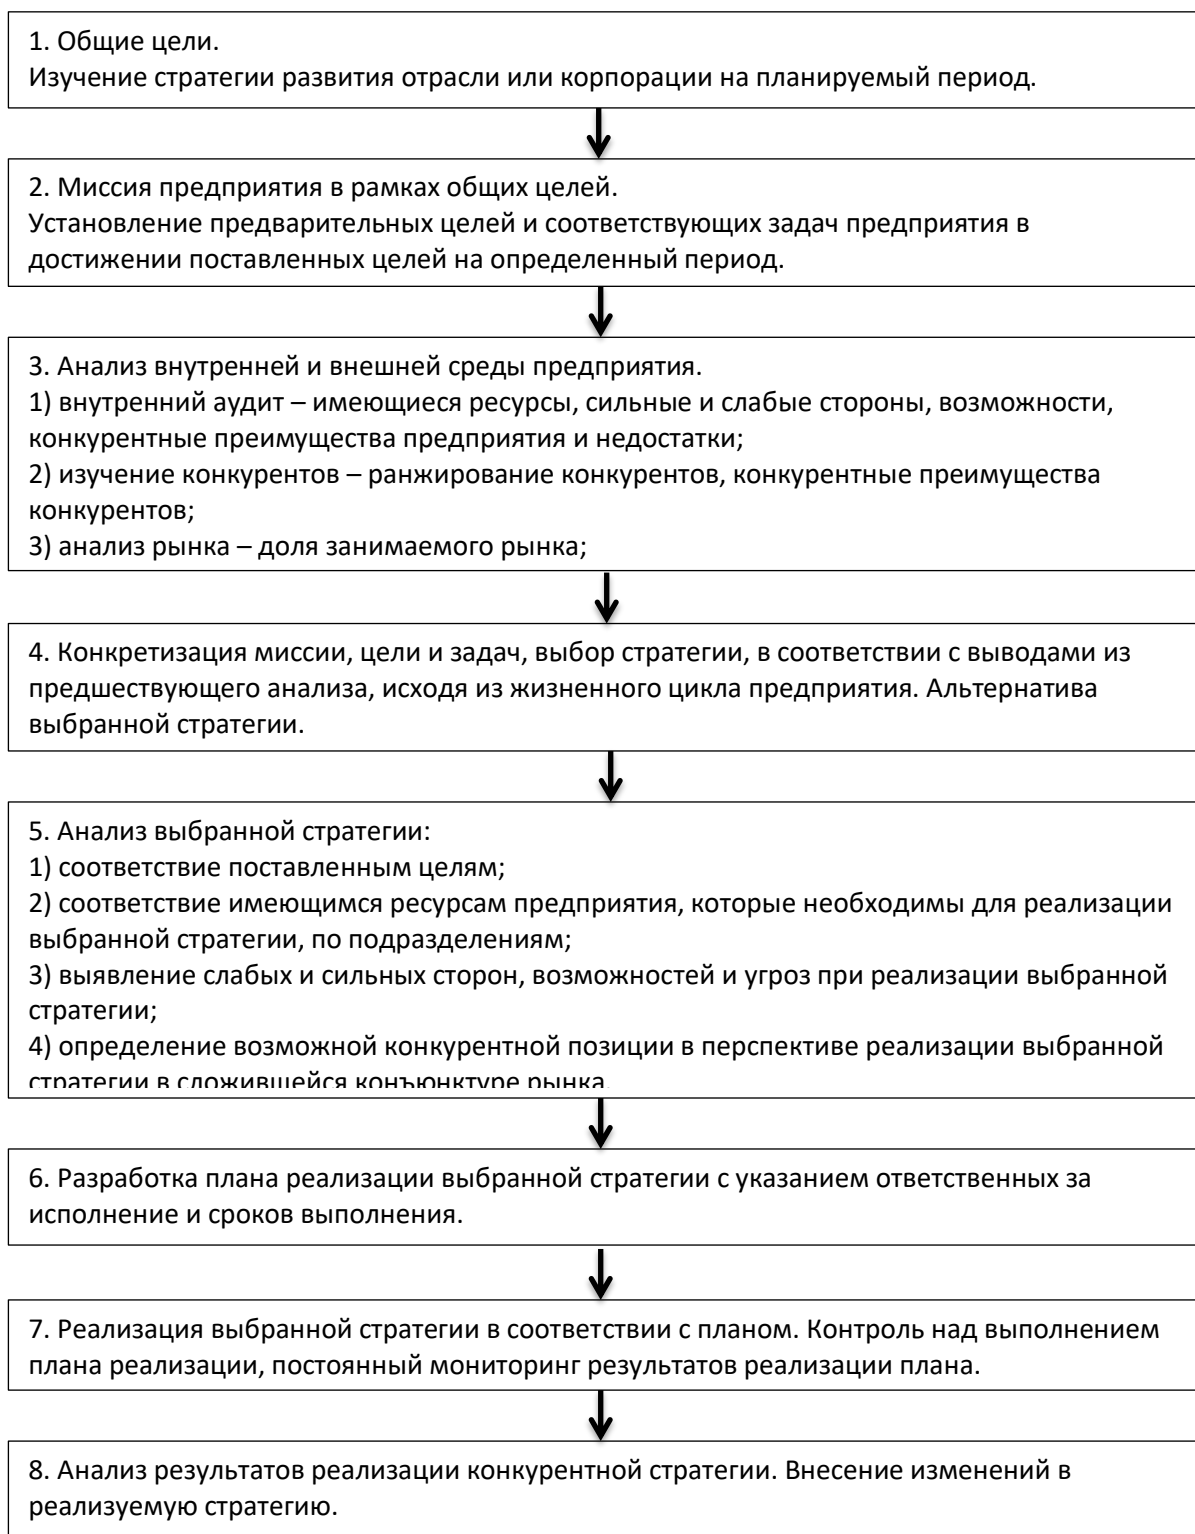 1. Общие цели.
Изучение стратегии развития отрасли или корпорации на планируемый период.
2. Миссия предприятия в рамках общих целей.
Установление предварительных целей и соответствующих задач предприятия в
достижении поставленных целей на определенный период.
3. Анализ внутренней и внешней среды предприятия.
1) внутренний аудит – имеющиеся ресурсы, сильные и слабые стороны, возможности,
конкурентные преимущества предприятия и недостатки;
2) изучение конкурентов – ранжирование конкурентов, конкурентные преимущества
конкурентов;
3) анализ рынка – доля занимаемого рынка;
4. Конкретизация миссии, цели и задач, выбор стратегии, в соответствии с выводами из
предшествующего анализа, исходя из жизненного цикла предприятия. Альтернатива
выбранной стратегии.
5. Анализ выбранной стратегии:
1) соответствие поставленным целям;
2) соответствие имеющимся ресурсам предприятия, которые необходимы для реализации
выбранной стратегии, по подразделениям;
3) выявление слабых и сильных сторон, возможностей и угроз при реализации выбранной
стратегии;
4) определение возможной конкурентной позиции в перспективе реализации выбранной
стратегии в сложившейся конъюнктуре рынка.
6. Разработка плана реализации выбранной стратегии с указанием ответственных за
исполнение и сроков выполнения.
7. Реализация выбранной стратегии в соответствии с планом. Контроль над выполнением
плана реализации, постоянный мониторинг результатов реализации плана.
8. Анализ результатов реализации конкурентной стратегии. Внесение изменений в
реализуемую стратегию.